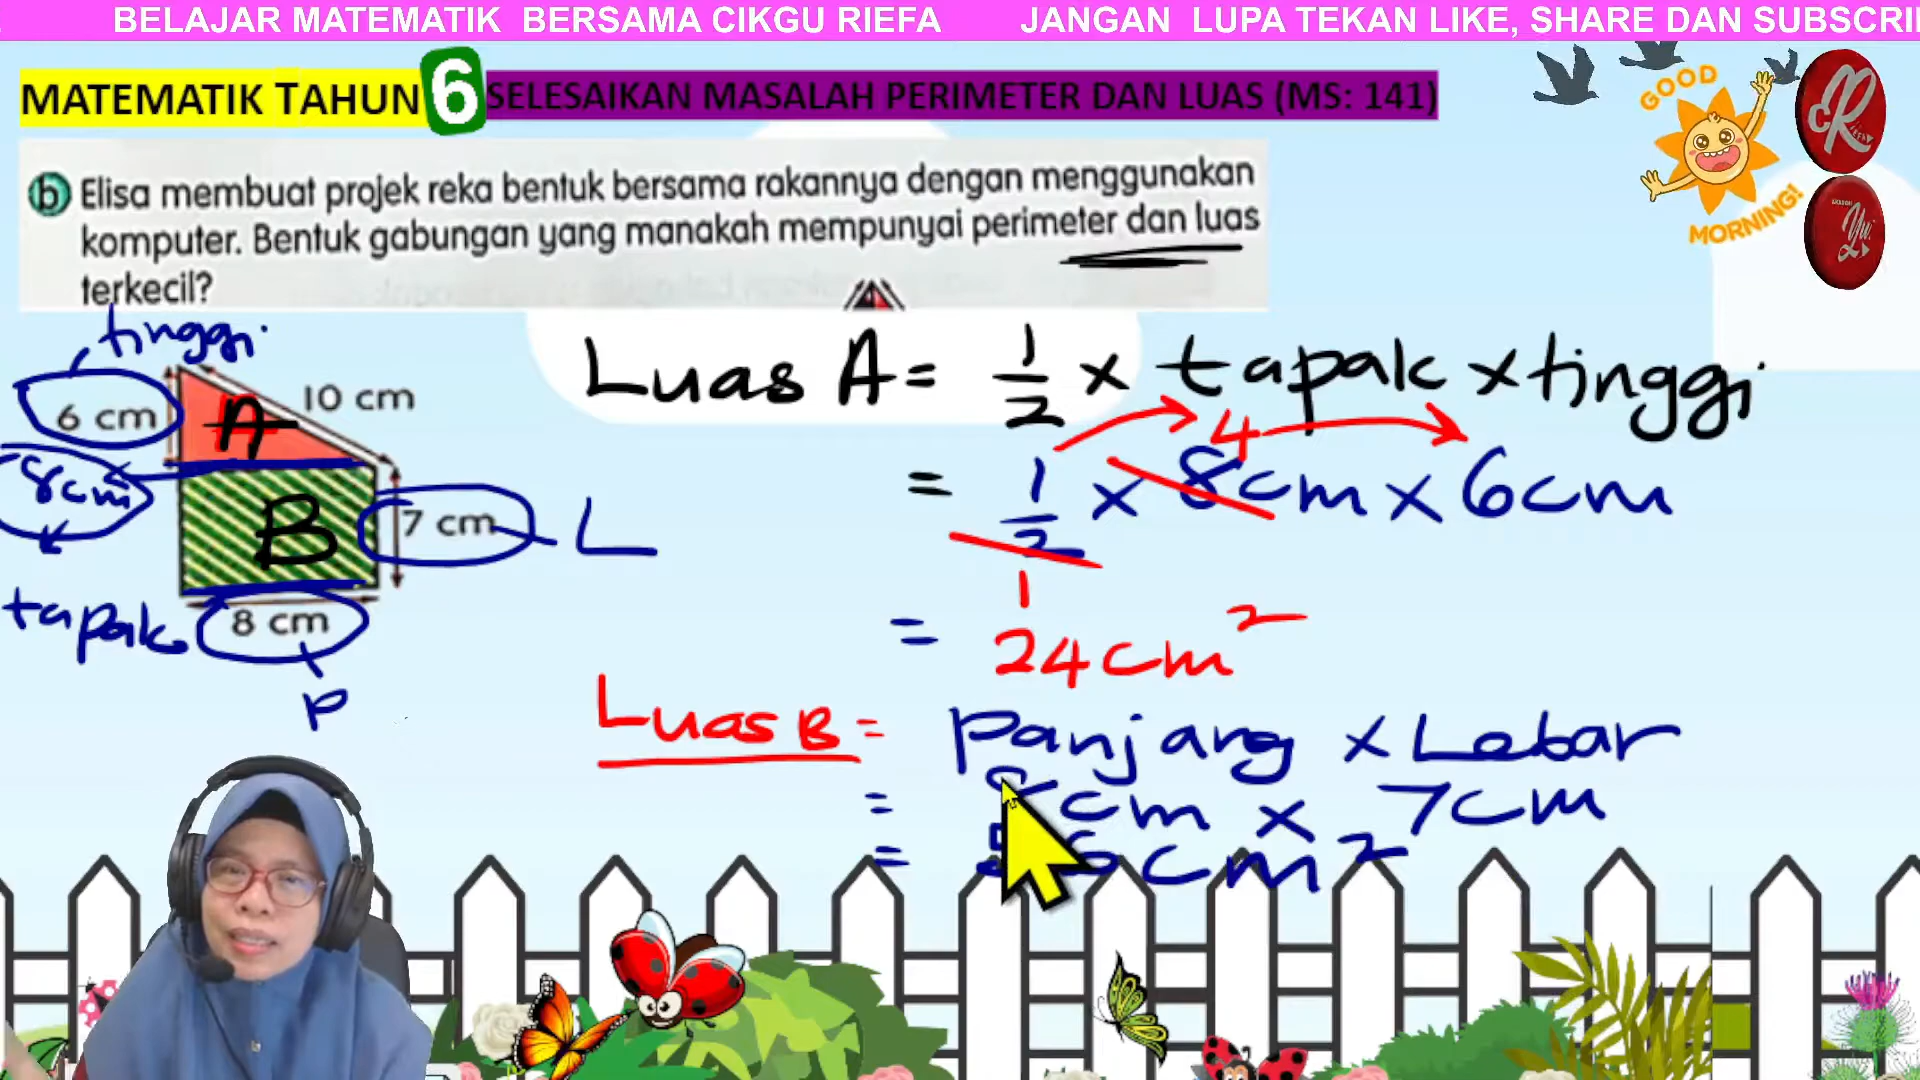 BELAJAR MATEMATIK BERSAMA CIKGU RIEFA JANGAN LUPA TEKAN LIKE, SHARE DAN SUBSCRI
MATEMATIK TAHUN 6 SELESAIKAN MASALAH PERIMETER DAN LUAS (MS: 141)
GOOD
MORNING!
b Elisa membuat projek reka bentuk bersama rakannya dengan menggunakan
komputer. Bentuk gabungan yang manakah mempunyai perimeter dan luas
terkecil?
tinggi
6 cm
A
10 cm
8cm
B
7 cm
L
tapak
8 cm
P
Luas A = 1/2 × tapak × tinggi
4
= 1/2 × 8cm × 6cm
1
= 24cm²
Luas B = Panjang × Lebar
= 8cm × 7cm
= 56cm²